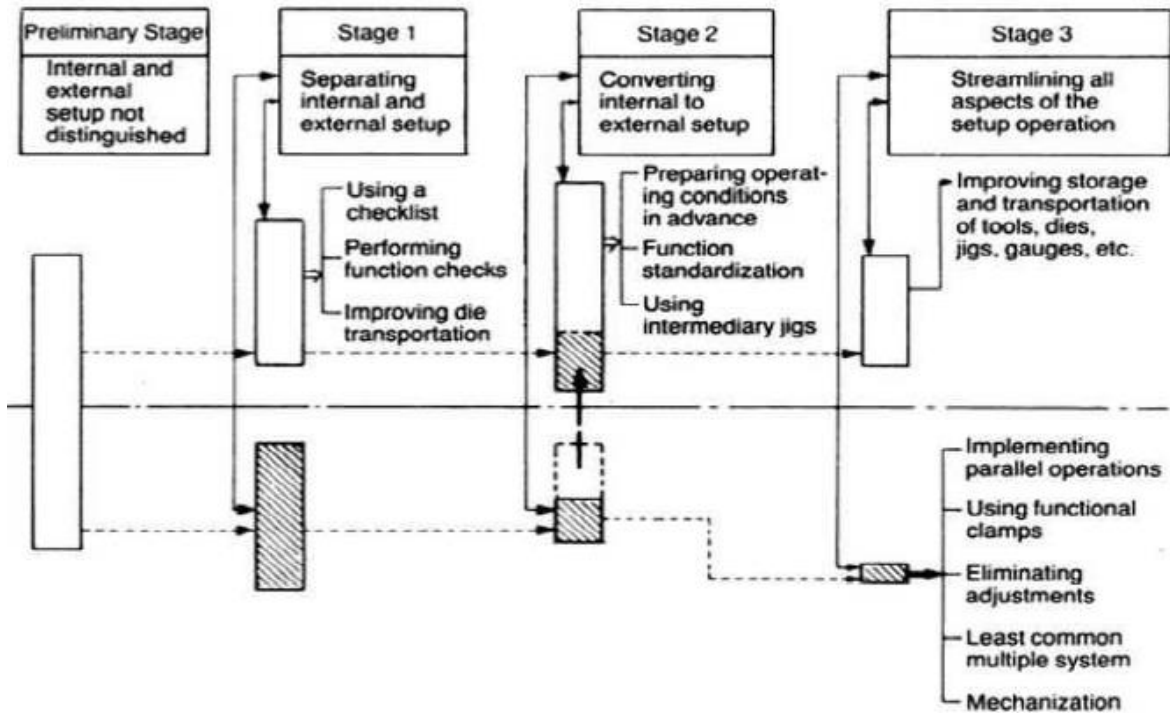 Preliminary Stage
Internal and
external
setup not
distinguished
Stage 1
Separating
internal and
external setup
Using a
checklist
Performing
function checks
Improving die
transportation
Stage 2
Converting
internal to
external setup
Preparing operat-
ing conditions
in advance
Function
standardization
Using
intermediary jigs
Stage 3
Streamlining all
aspects of the
setup operation
Improving storage
and transportation
of tools, dies,
jigs, gauges, etc.
Implementing
parallel operations
Using functional
clamps
Eliminating
adjustments
Least common
multiple system
Mechanization